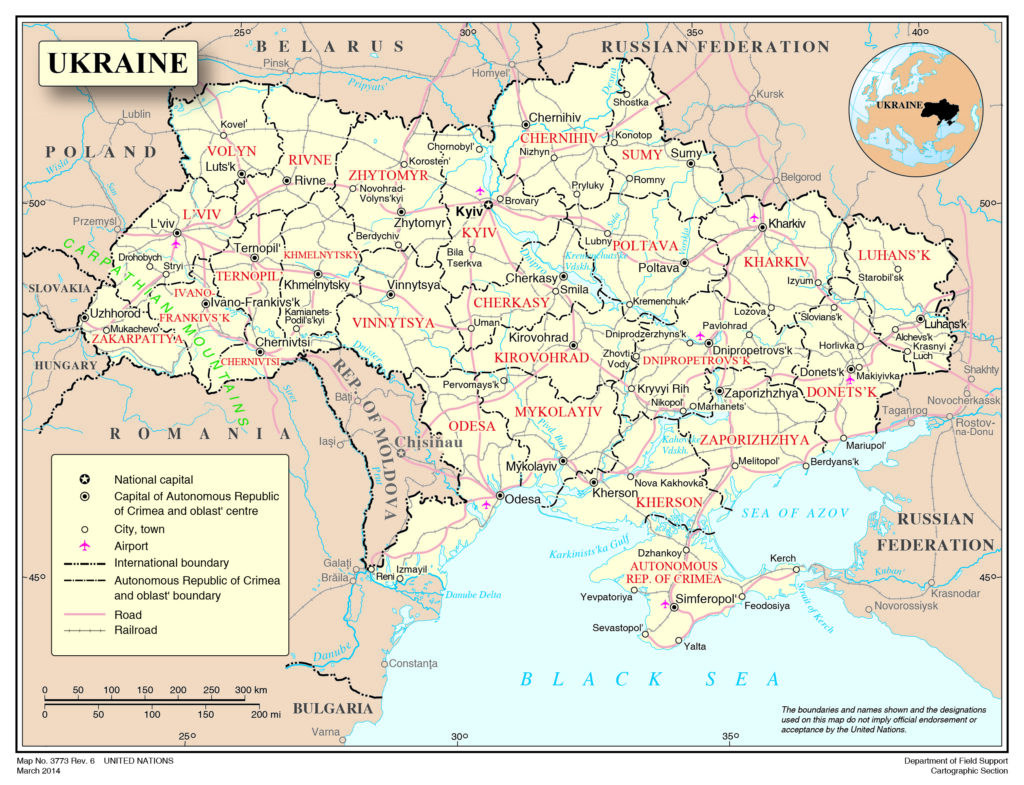 UKRAINE
BELARUS
RUSSIAN FEDERATION
25°
30°
35°
40°
Pinsk
Pripyats'
Homyel'
Desna
Kursk
Shostka
Lublin
Kovel'
Chernihiv
CHERNIHIV
Konotop
UKRAINE
POLAND
VOLYN
RIVNE
Chornobyl'
Nizhyn
SUMY
Sumy
Wisla
San
Luts'k
Rivne
ZHYTOMYR
Korosten'
Novohrad-
Volyns'kyi
Pryluky
Romny
Belgorod
50°
Przemyśl
L'VIV
L'viv
Zhytomyr
Kyiv
Brovary
KYIV
Sula
Lubny
POLTAVA
Vorskla
Kharkiv
KHARKIV
50°
CARPATHIAN MOUNTAINS
Drohobych
Stryi
Ternopil'
TERNOPIL'
KHMELNYTSKY
Khmelnytsky
Berdychiv
Bila
Tserkva
Dnipro
Kremenchuts'ke
Vdskh.
Poltava
LUHANS'K
Starobil'sk
SLOVAKIA
IVANO-
FRANKIVS'K
Ivano-Frankivs'k
Kamianets-
Podil's'kyi
Vinnytsya
VINNYTSYA
Cherkasy
Smila
CHERKASY
Uman'
Kremenchuk
Izyum
Lozova
Slovians'k
Uzhhorod
Mukachevo
ZAKARPATTYA
CHERNIVTSI
Chernivtsi
Dnister
Kirovohrad
KIROVOHRAD
Dniprodzerzhyns'k
Pavlohrad
Dnipropetrovs'k
DNIPROPETROVS'K
Zhovti
Vody
Horlivka
Luhans'k
Alchevs'k
Krasnyi
Luch
HUNGARY
REP. OF MOLDOVA
Bălţi
Siret
Pervomays'k
Kryvyi Rih
Nikopol'
Marhanets'
Zaporizhzhya
Donets'k
Makiyivka
DONETS'K
Shakhty
Novocherkassk
Taganrog
Rostov-
na-Donu
ROMANIA
Iaşi
Prut
Chişinău
ODESA
MYKOLAYIV
Pivd. Buh
Kakhovs'ke
Vdskh.
ZAPORIZHZHYA
Mariupol'
Melitopol'
Berdyans'k
Mykolayiv
Kherson
Nova Kakhovka
KHERSON
Odesa
SEA OF AZOV
RUSSIAN
FEDERATION
National capital
Capital of Autonomous Republic
of Crimea and oblast' centre
City, town
Airport
International boundary
Autonomous Republic of Crimea
and oblast' boundary
Road
Railroad
Karkinits'ka Gulf
Dzhankoy
AUTONOMOUS
REP. OF CRIMEA
Kerch
Strait of Kerch
Kuban'
Krasnodar
45°
Galaţi
Brăila
Reni
Izmayil
Danube Delta
45°
Yevpatoriya
Simferopol'
Feodosiya
Novorossiysk
Sevastopol'
Yalta
Danube
Constanţa
BLACK SEA
0 50 100 150 200 300 km
0 50 100 150 200 mi
BULGARIA
Varna
The boundaries and names shown and the designations
used on this map do not imply official endorsement or
acceptance by the United Nations.
25°
30°
35°
Map No. 3773 Rev. 6 UNITED NATIONS
March 2014
Department of Field Support
Cartographic Section